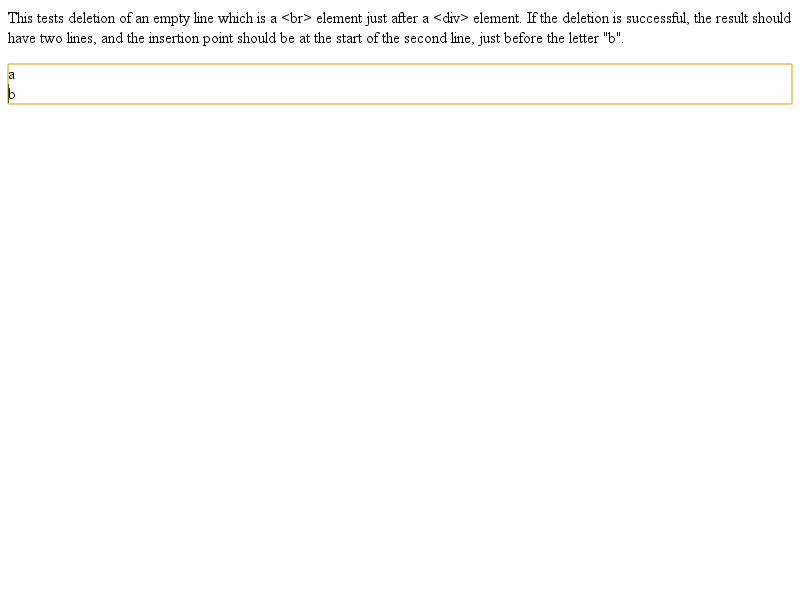 This tests deletion of an empty line which is a <br> element just after a <div> element. If the deletion is successful, the result should
have two lines, and the insertion point should be at the start of the second line, just before the letter "b".
a
b